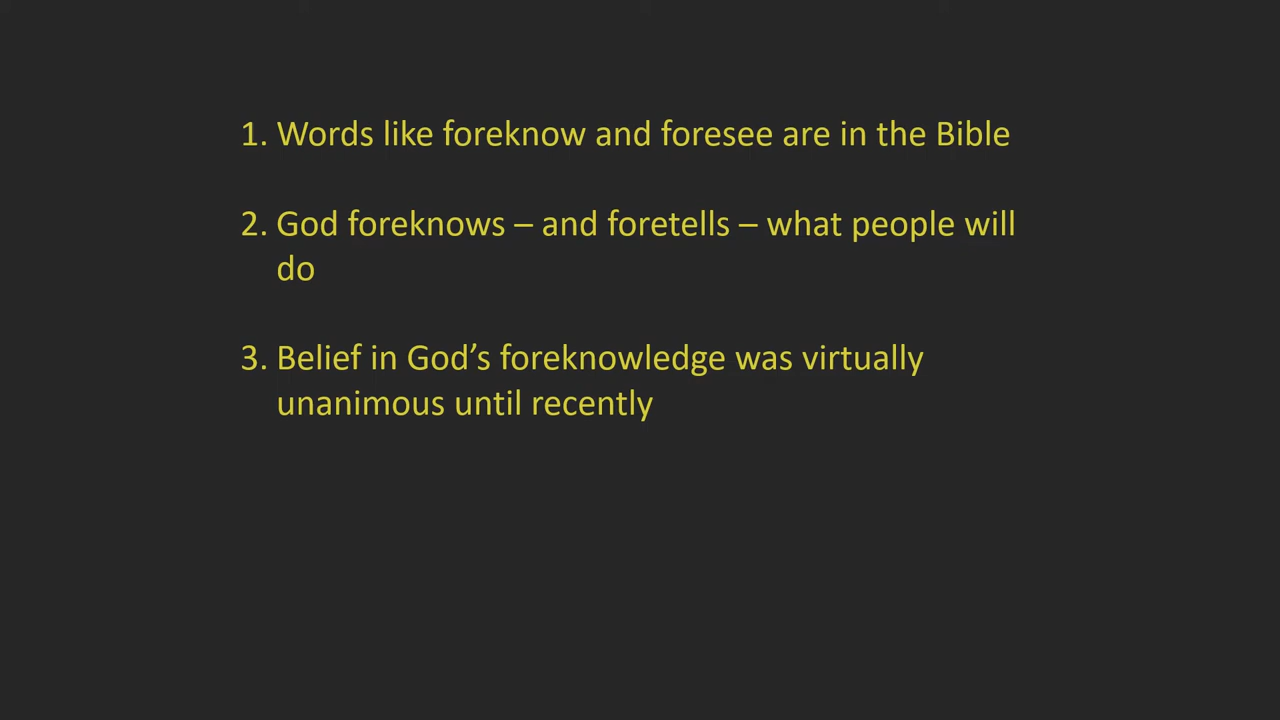 1. Words like foreknow and foresee are in the Bible
2. God foreknows – and foretells – what people will
do
3. Belief in God’s foreknowledge was virtually
unanimous until recently